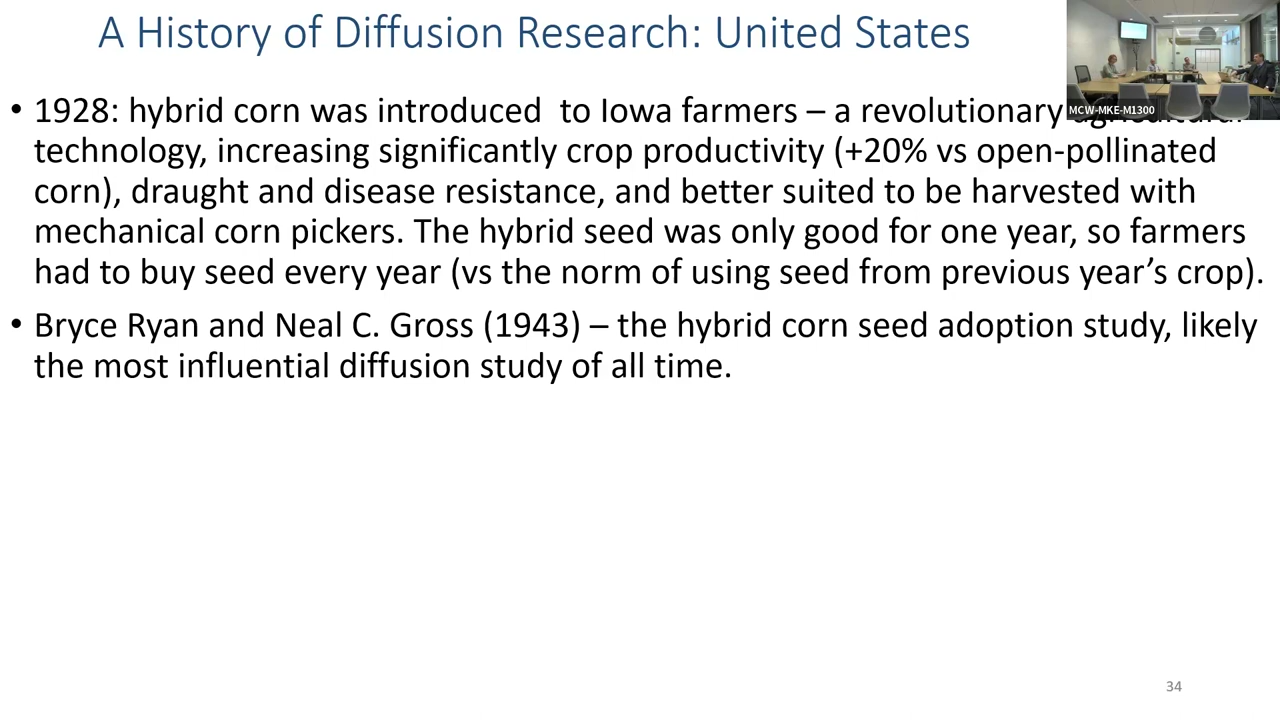 A History of Diffusion Research: United States
MCW-MKE-M1300
• 1928: hybrid corn was introduced  to Iowa farmers – a revolutionary
technology, increasing significantly crop productivity (+20% vs open-pollinated
corn), draught and disease resistance, and better suited to be harvested with
mechanical corn pickers. The hybrid seed was only good for one year, so farmers
had to buy seed every year (vs the norm of using seed from previous year’s crop).
• Bryce Ryan and Neal C. Gross (1943) – the hybrid corn seed adoption study, likely
the most influential diffusion study of all time.
34